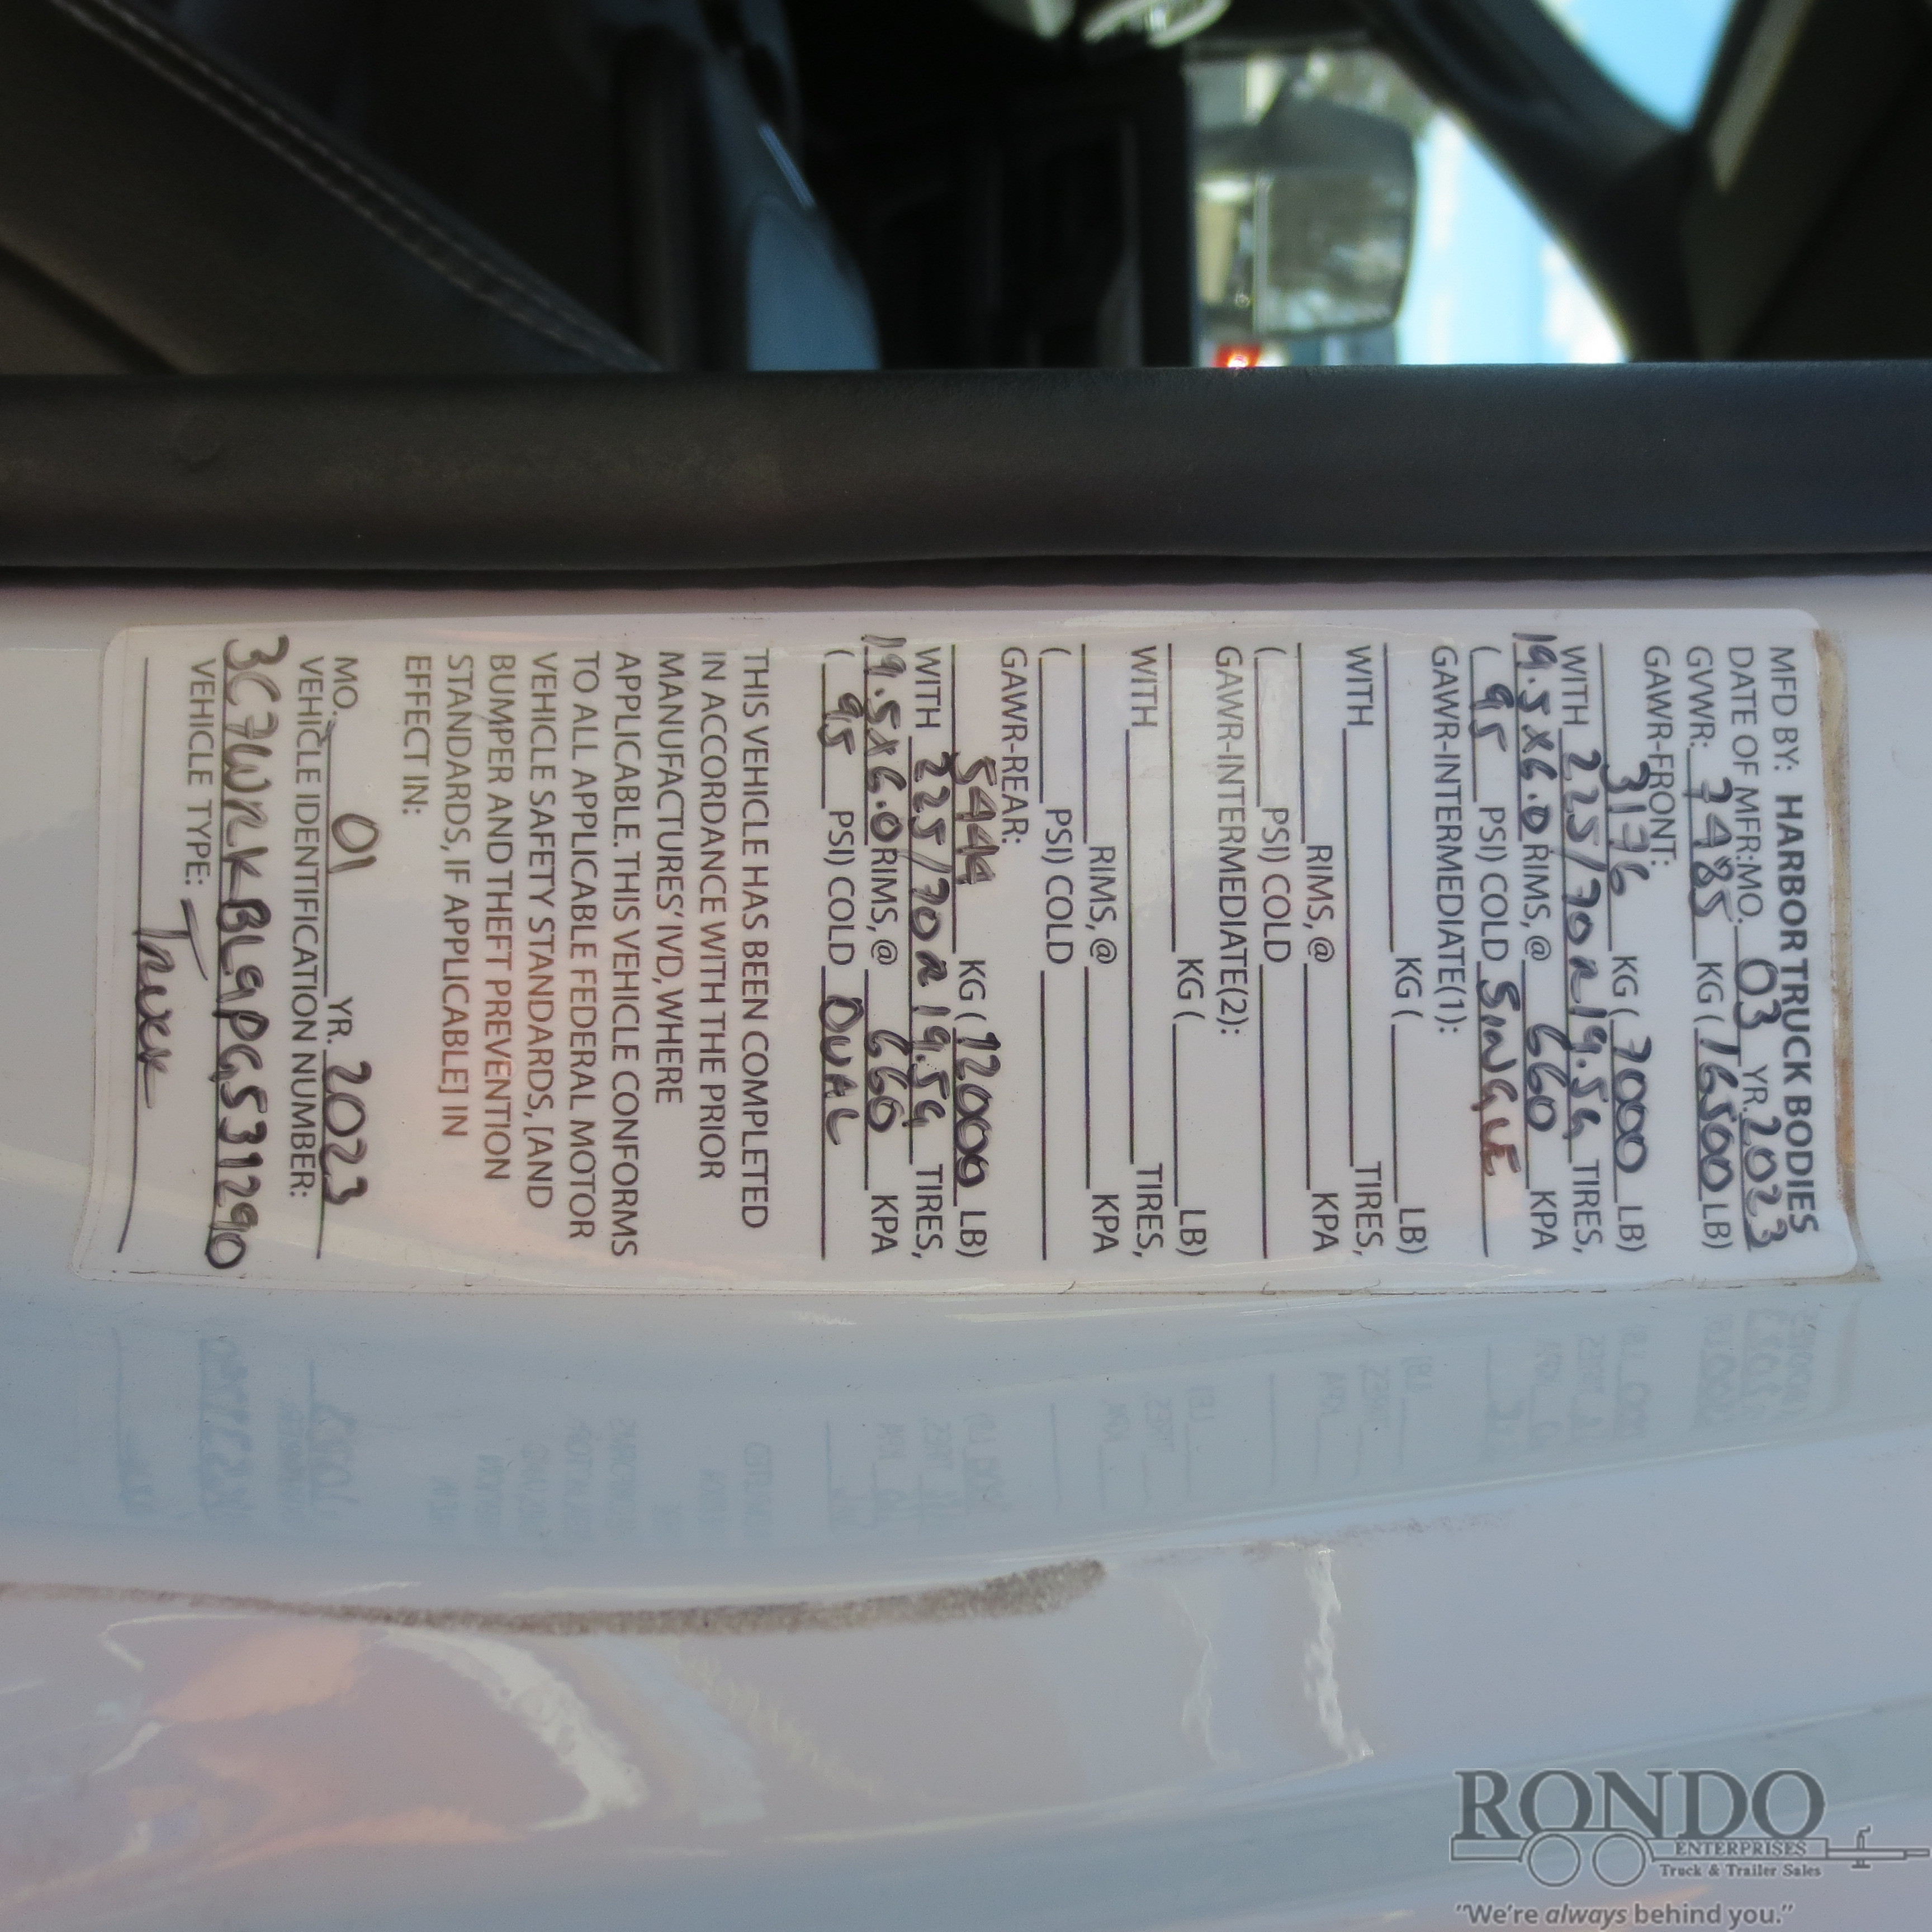 MFD BY: HARBOR TRUCK BODIES
DATE OF MFR:MO. 03 YR. 2023
GVWR: 7485 KG (16500 LB)
GAWR-FRONT:
3176 KG (7000 LB)
WITH 225/70R19.5G TIRES,
19.5X6.0 RIMS, @ 660 KPA
( 95 PSI) COLD SINGLE
GAWR-INTERMEDIATE(1):
KG ( LB)
WITH TIRES,
RIMS, @ KPA
( PSI) COLD
GAWR-INTERMEDIATE(2):
KG ( LB)
WITH TIRES,
RIMS, @ KPA
( PSI) COLD
GAWR-REAR:
5444 KG (12000 LB)
WITH 225/70R19.5G TIRES,
19.5X6.0 RIMS, @ 660 KPA
( 95 PSI) COLD DUAL
THIS VEHICLE HAS BEEN COMPLETED
IN ACCORDANCE WITH THE PRIOR
MANUFACTURES' IVD, WHERE
APPLICABLE. THIS VEHICLE CONFORMS
TO ALL APPLICABLE FEDERAL MOTOR
VEHICLE SAFETY STANDARDS, [AND
BUMPER AND THEFT PREVENTION
STANDARDS, IF APPLICABLE] IN
EFFECT IN:
MO. 01 YR. 2023
VEHICLE IDENTIFICATION NUMBER:
3C7WRKBL9PG531290
VEHICLE TYPE: Truck
RONDO
ENTERPRISES
Truck & Trailer Sales
"We're always behind you."